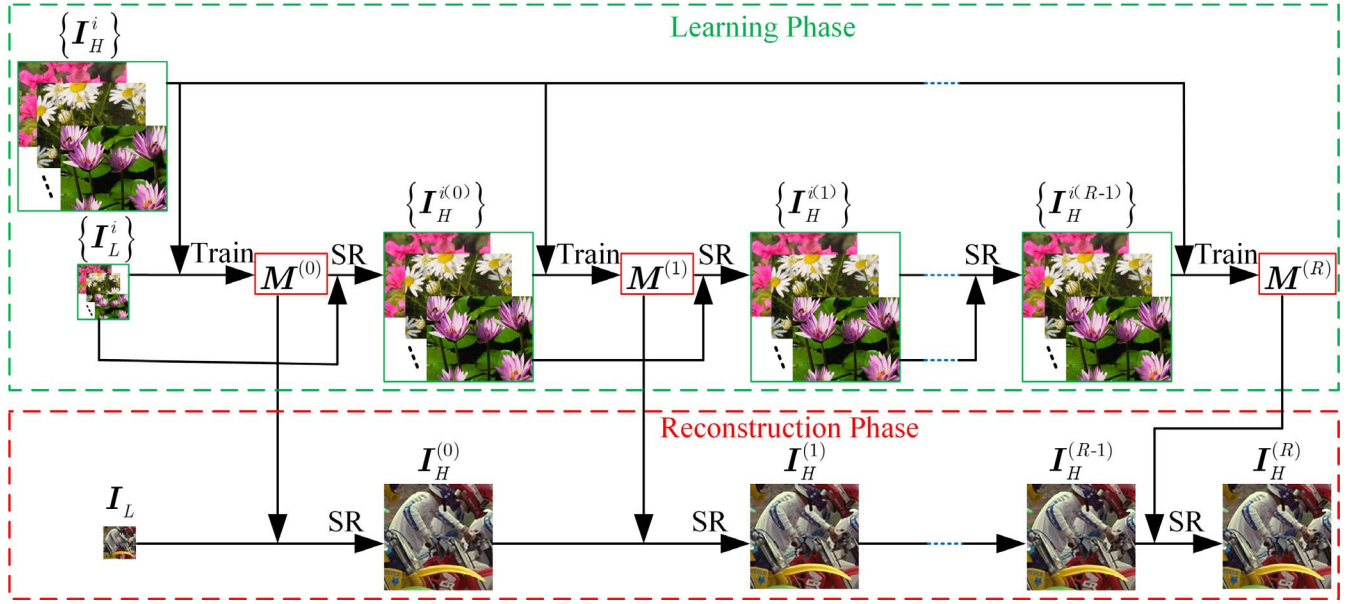 Learning Phase
{I_H^i}
{I_L^i}
Train
M^(0)
SR
{I_H^i(0)}
Train
M^(1)
SR
{I_H^i(1)}
SR
{I_H^i(R-1)}
Train
M^(R)
Reconstruction Phase
I_L
SR
I_H^(0)
SR
I_H^(1)
I_H^(R-1)
SR
I_H^(R)